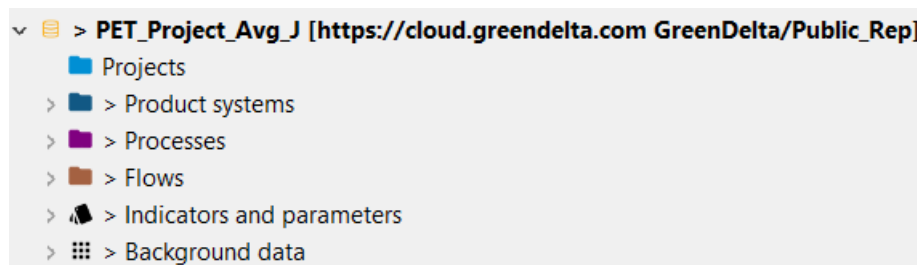 > PET_Project_Avg_J [https://cloud.greendelta.com GreenDelta/Public_Rep]
Projects
> Product systems
> Processes
> Flows
> Indicators and parameters
> Background data